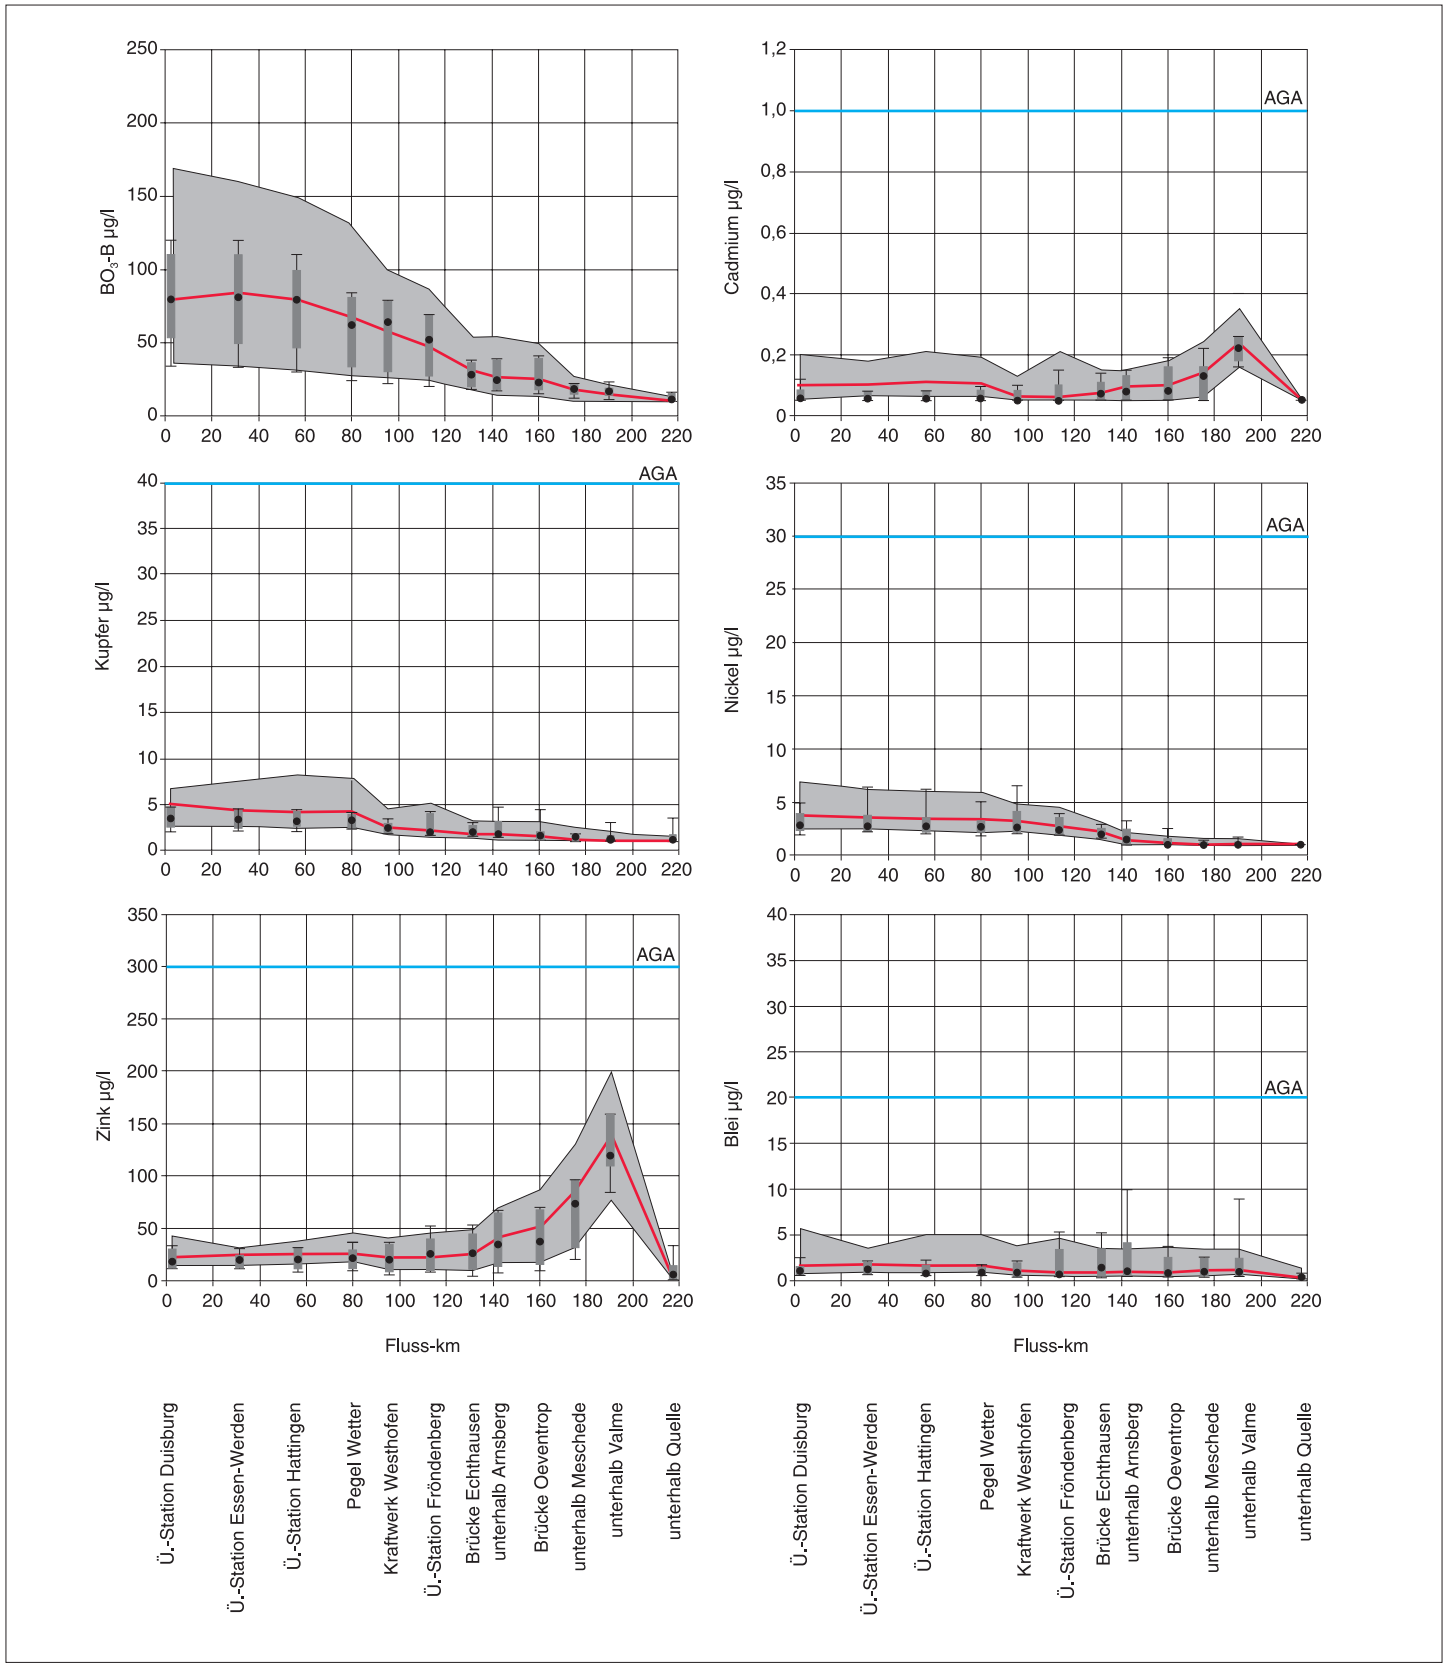 250
200
150
100
50
0
BO₃-B µg/l
0 20 40 60 80 100 120 140 160 180 200 220
1,2
1,0
0,8
0,6
0,4
0,2
0
Cadmium µg/l
AGA
0 20 40 60 80 100 120 140 160 180 200 220
40
35
30
25
20
15
10
5
0
Kupfer µg/l
AGA
0 20 40 60 80 100 120 140 160 180 200 220
35
30
25
20
15
10
5
0
Nickel µg/l
AGA
0 20 40 60 80 100 120 140 160 180 200 220
350
300
250
200
150
100
50
0
Zink µg/l
AGA
0 20 40 60 80 100 120 140 160 180 200 220
Fluss-km
40
35
30
25
20
15
10
5
0
Blei µg/l
AGA
0 20 40 60 80 100 120 140 160 180 200 220
Fluss-km
Ü.-Station Duisburg
Ü.-Station Essen-Werden
Ü.-Station Hattingen
Pegel Wetter
Kraftwerk Westhofen
Ü.-Station Fröndenberg
Brücke Echthausen
unterhalb Arnsberg
Brücke Oeventrop
unterhalb Meschede
unterhalb Valme
unterhalb Quelle
Ü.-Station Duisburg
Ü.-Station Essen-Werden
Ü.-Station Hattingen
Pegel Wetter
Kraftwerk Westhofen
Ü.-Station Fröndenberg
Brücke Echthausen
unterhalb Arnsberg
Brücke Oeventrop
unterhalb Meschede
unterhalb Valme
unterhalb Quelle